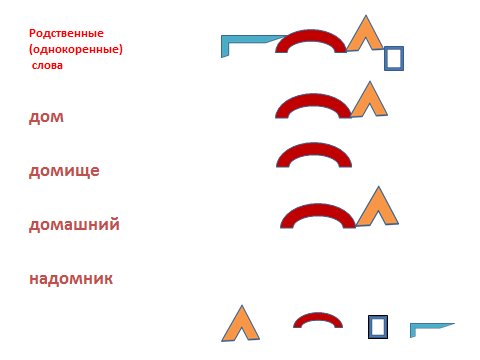 Родственные
(однокоренные)
слова
дом
домище
домашний
надомник